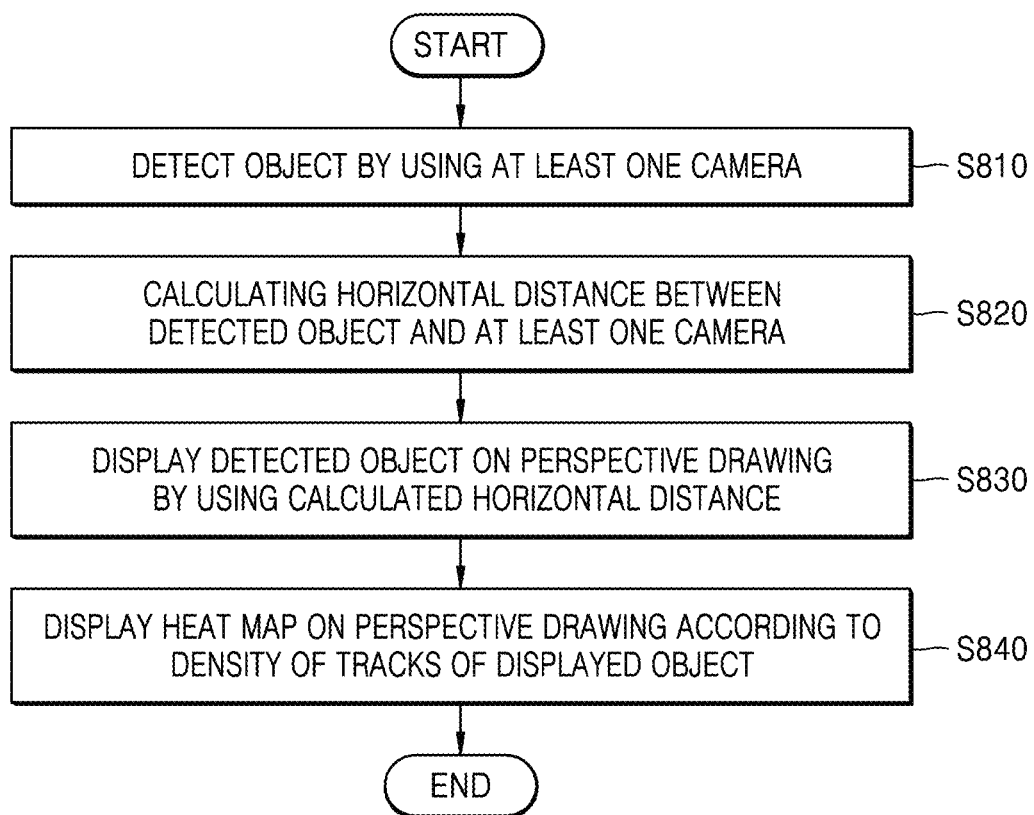 START
DETECT OBJECT BY USING AT LEAST ONE CAMERA
S810
CALCULATING HORIZONTAL DISTANCE BETWEEN
DETECTED OBJECT AND AT LEAST ONE CAMERA
S820
DISPLAY DETECTED OBJECT ON PERSPECTIVE DRAWING
BY USING CALCULATED HORIZONTAL DISTANCE
S830
DISPLAY HEAT MAP ON PERSPECTIVE DRAWING ACCORDING TO
DENSITY OF TRACKS OF DISPLAYED OBJECT
S840
END